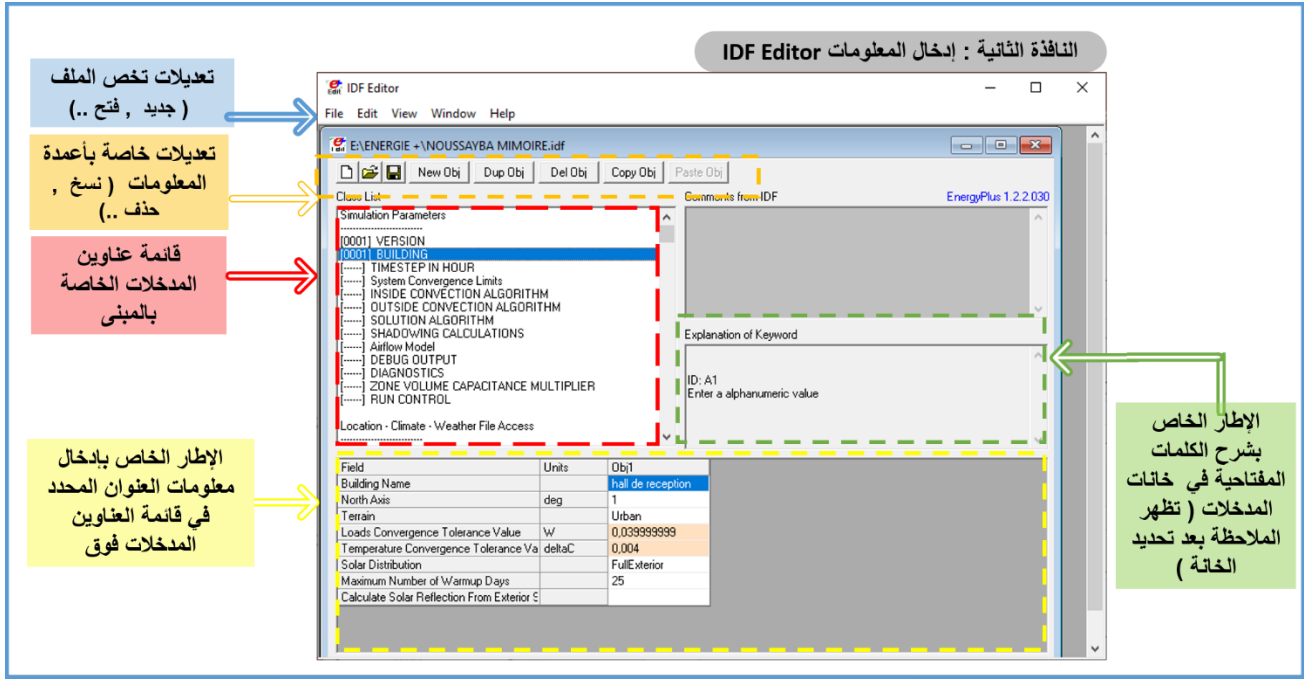 النافذة الثانية : إدخال المعلومات IDF Editor
تعديلات تخص الملف
( جديد , فتح ..)
تعديلات خاصة بأعمدة
المعلومات ( نسخ ,
حذف ..)
قائمة عناوين
المدخلات الخاصة
بالمبنى
الإطار الخاص بإدخال
معلومات العنوان المحدد
في قائمة العناوين
المدخلات فوق
IDF Editor
File Edit View Window Help
E:\ENERGIE +\NOUSSAYBA MIMOIRE.idf
New Obj Dup Obj Del Obj Copy Obj Paste Obj
Class List
Comments from IDF
EnergyPlus 1.2.2.030
Simulation Parameters
------------------------
[0001] VERSION
[0001] BUILDING
[------] TIMESTEP IN HOUR
[------] System Convergence Limits
[------] INSIDE CONVECTION ALGORITHM
[------] OUTSIDE CONVECTION ALGORITHM
[------] SOLUTION ALGORITHM
[------] SHADOWING CALCULATIONS
[------] Airflow Model
[------] DEBUG OUTPUT
[------] DIAGNOSTICS
[------] ZONE VOLUME CAPACITANCE MULTIPLIER
[------] RUN CONTROL
Location - Climate - Weather File Access
------------------------
Explanation of Keyword
ID: A1
Enter a alphanumeric value
Field Units Obj1
Building Name hall de reception
North Axis deg 1
Terrain Urban
Loads Convergence Tolerance Value W 0,039999999
Temperature Convergence Tolerance Va deltaC 0,004
Solar Distribution FullExterior
Maximum Number of Warmup Days 25
Calculate Solar Reflection From Exterior S
الإطار الخاص
بشرح الكلمات
المفتاحية في خانات
المدخلات ( تظهر
الملاحظة بعد تحديد
الخانة )